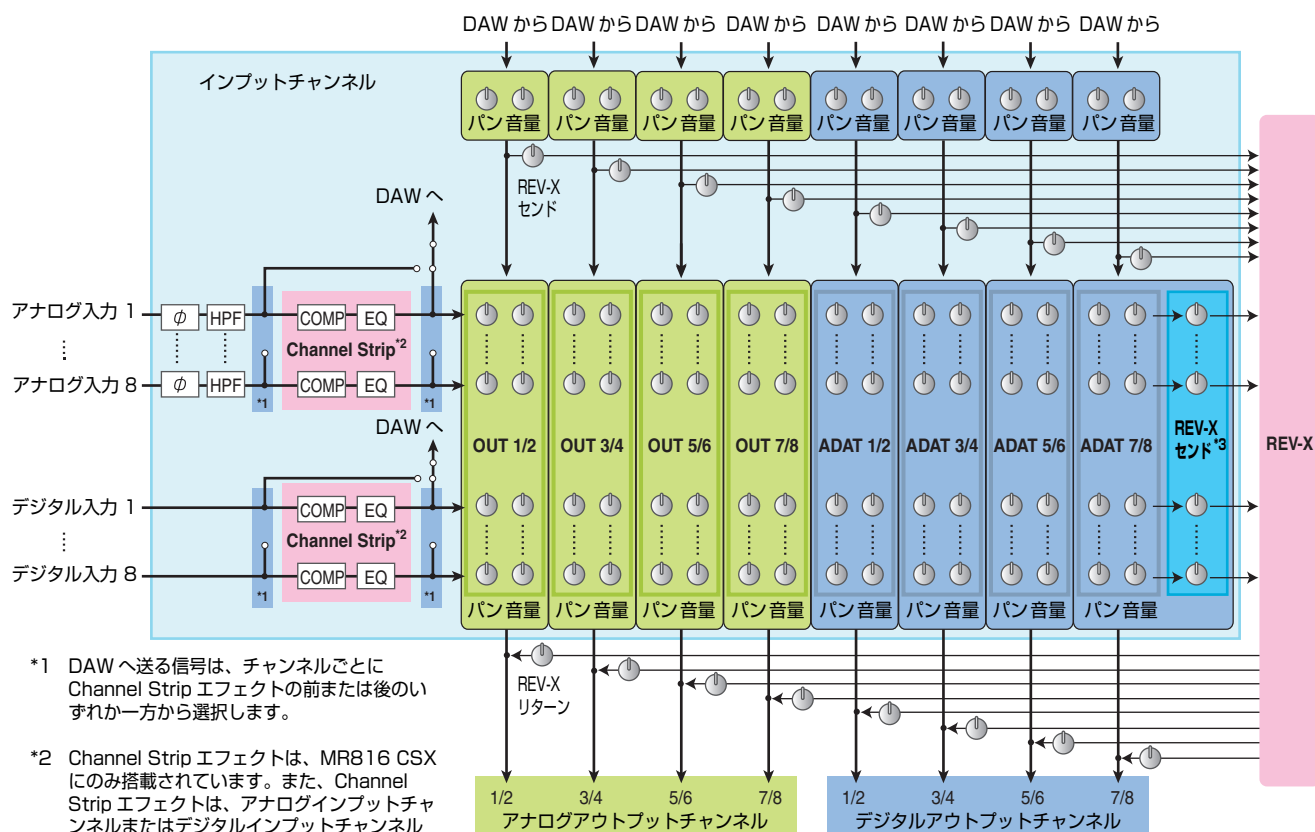 DAW から DAW から DAW から DAW から DAW から DAW から DAW から DAW から
インプットチャンネル
パン 音量 パン 音量 パン 音量 パン 音量 パン 音量 パン 音量 パン 音量 パン 音量
REV-X
センド
DAW へ
アナログ入力 1
φ HPF COMP EQ
Channel Strip*2
アナログ入力 8
φ HPF COMP EQ
*1 *1
DAW へ
OUT 1/2 OUT 3/4 OUT 5/6 OUT 7/8 ADAT 1/2 ADAT 3/4 ADAT 5/6 ADAT 7/8
REV-X
センド*3
REV-X
デジタル入力 1
COMP EQ
Channel Strip*2
デジタル入力 8
COMP EQ
*1 *1
パン 音量 パン 音量 パン 音量 パン 音量 パン 音量 パン 音量 パン 音量 パン 音量
REV-X
リターン
*1 DAW へ送る信号は、チャンネルごとに
Channel Strip エフェクトの前または後のい
ずれか一方から選択します。
*2 Channel Strip エフェクトは、MR816 CSX
にのみ搭載されています。また、Channel
Strip エフェクトは、アナログインプットチャ
ンネルまたはデジタルインプットチャンネル
1/2 3/4 5/6 7/8 1/2 3/4 5/6 7/8
アナログアウトプットチャンネル デジタルアウトプットチャンネル